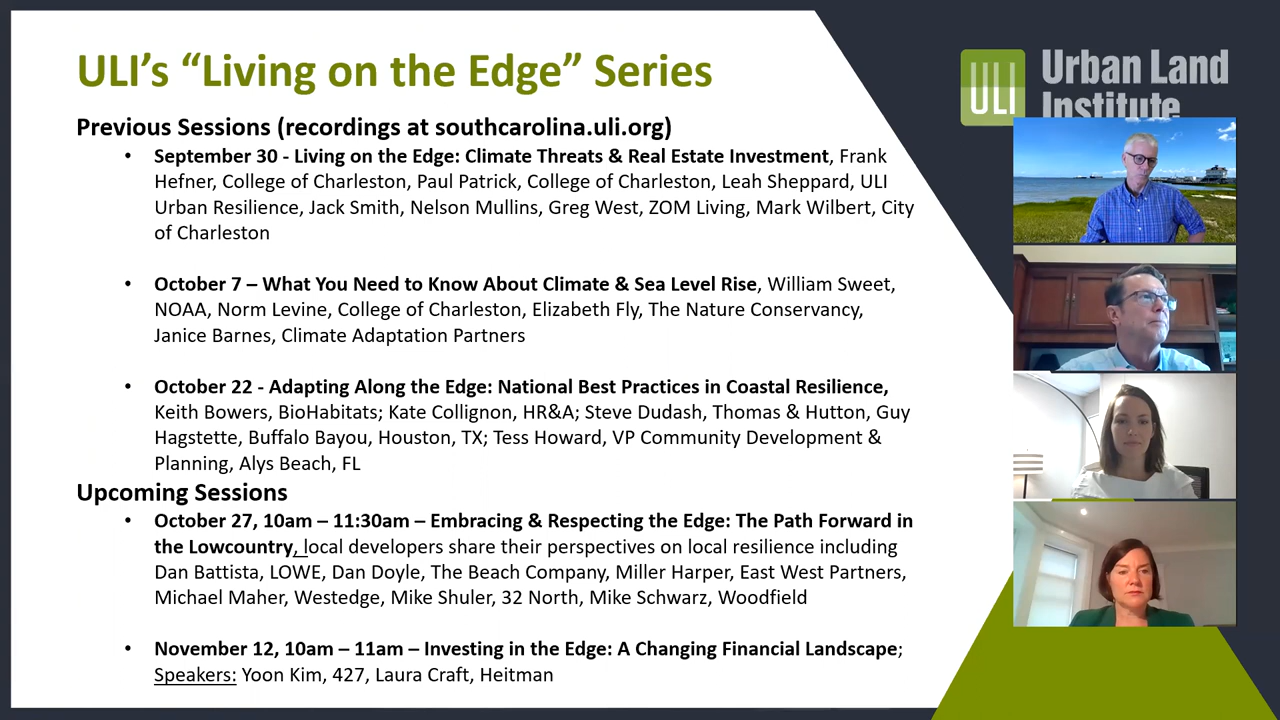 ULI's “Living on the Edge” Series
Previous Sessions (recordings at southcarolina.uli.org)
• September 30 - Living on the Edge: Climate Threats & Real Estate Investment, Frank
Hefner, College of Charleston, Paul Patrick, College of Charleston, Leah Sheppard, ULI
Urban Resilience, Jack Smith, Nelson Mullins, Greg West, ZOM Living, Mark Wilbert, City
of Charleston
• October 7 – What You Need to Know About Climate & Sea Level Rise, William Sweet,
NOAA, Norm Levine, College of Charleston, Elizabeth Fly, The Nature Conservancy,
Janice Barnes, Climate Adaptation Partners
• October 22 - Adapting Along the Edge: National Best Practices in Coastal Resilience,
Keith Bowers, BioHabitats; Kate Collignon, HR&A; Steve Dudash, Thomas & Hutton, Guy
Hagstette, Buffalo Bayou, Houston, TX; Tess Howard, VP Community Development &
Planning, Alys Beach, FL
Upcoming Sessions
• October 27, 10am – 11:30am – Embracing & Respecting the Edge: The Path Forward in
the Lowcountry, local developers share their perspectives on local resilience including
Dan Battista, LOWE, Dan Doyle, The Beach Company, Miller Harper, East West Partners,
Michael Maher, Westedge, Mike Shuler, 32 North, Mike Schwarz, Woodfield
• November 12, 10am – 11am – Investing in the Edge: A Changing Financial Landscape;
Speakers: Yoon Kim, 427, Laura Craft, Heitman
ULI
Urban Land
Institute